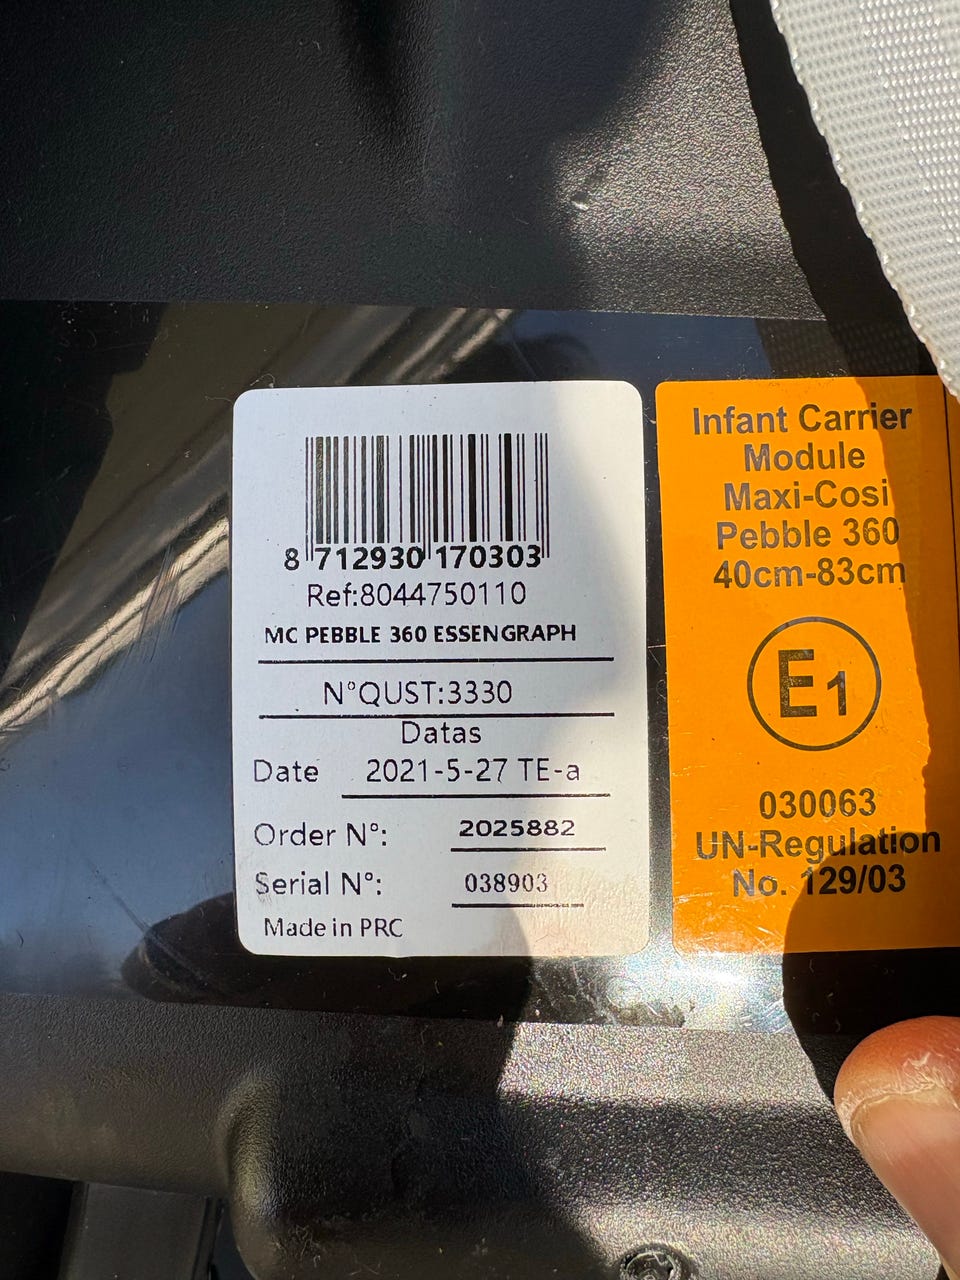 8 712930 170303
Ref:8044750110
MC PEBBLE 360 ESSENGRAPH
N°QUST:3330
Datas
Date 2021-5-27 TE-a
Order N°: 2025882
Serial N°: 038903
Made in PRC
Infant Carrier
Module
Maxi-Cosi
Pebble 360
40cm-83cm
E1
030063
UN-Regulation
No. 129/03